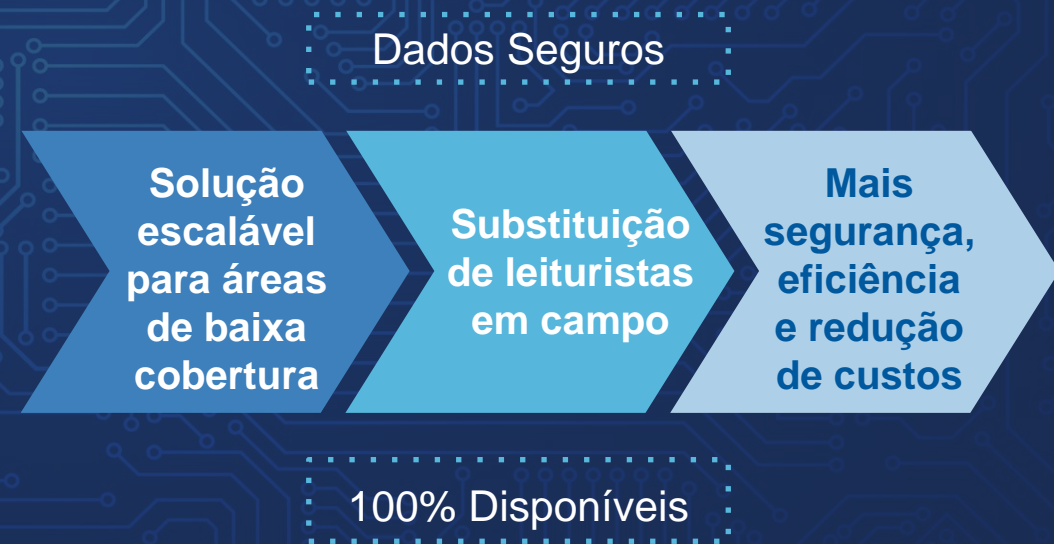 Dados Seguros
Solução
escalável
para áreas
de baixa
cobertura
Substituição
de leituristas
em campo
Mais
segurança,
eficiência
e redução
de custos
100% Disponíveis